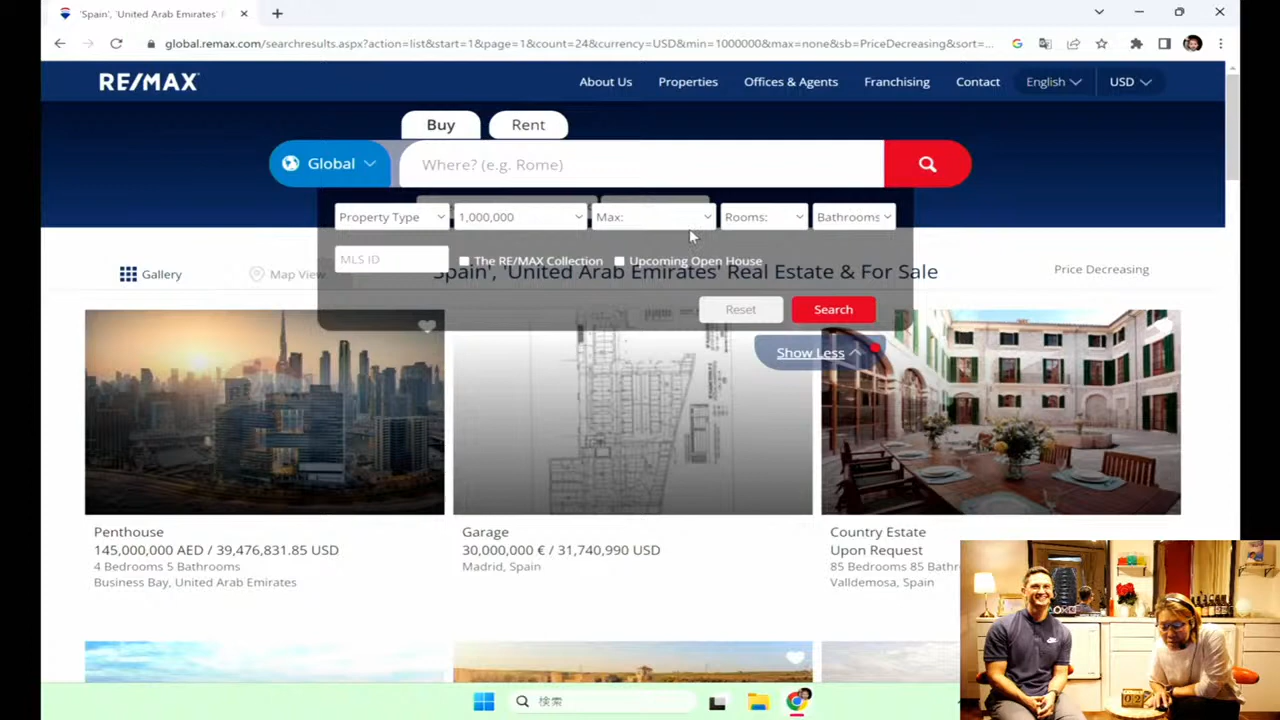 'Spain', 'United Arab Emirates' F
global.remax.com/searchresults.aspx?action=list&start=1&page=1&count=24&currency=USD&min=1000000&max=none&sb=PriceDecreasing&sort=...
RE/MAX
About Us
Properties
Offices & Agents
Franchising
Contact
English
USD
Buy
Rent
Global
Where? (e.g. Rome)
Property Type
1,000,000
Max:
Rooms:
Bathrooms
MLS ID
The RE/MAX Collection
Upcoming Open House
Gallery
Map View
'Spain', 'United Arab Emirates' Real Estate & For Sale
Price Decreasing
Reset
Search
Show Less
Penthouse
145,000,000 AED / 39,476,831.85 USD
4 Bedrooms 5 Bathrooms
Business Bay, United Arab Emirates
Garage
30,000,000 € / 31,740,990 USD
Madrid, Spain
Country Estate
Upon Request
85 Bedrooms 85 Bath
Valldemosa, Spain
検索